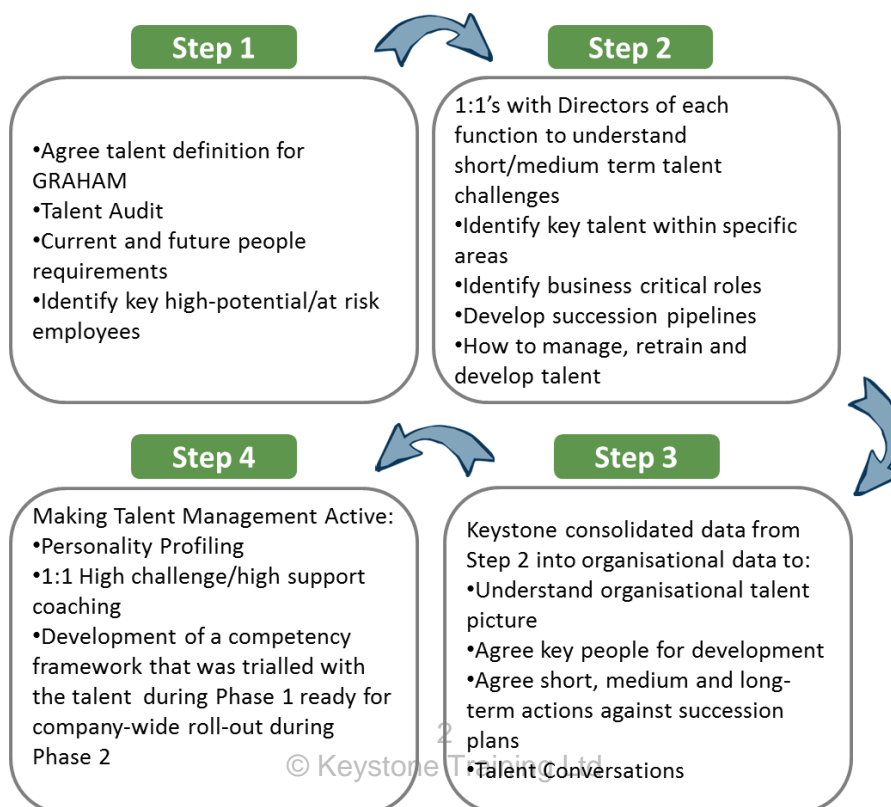 Step 1
•Agree talent definition for
GRAHAM
•Talent Audit
•Current and future people
requirements
•Identify key high-potential/at risk
employees
Step 2
1:1’s with Directors of each
function to understand
short/medium term talent
challenges
•Identify key talent within specific
areas
•Identify business critical roles
•Develop succession pipelines
•How to manage, retrain and
develop talent
Step 3
Keystone consolidated data from
Step 2 into organisational data to:
•Understand organisational talent
picture
•Agree key people for development
•Agree short, medium and long-
term actions against succession
plans
•Talent Conversations
Step 4
Making Talent Management Active:
•Personality Profiling
•1:1 High challenge/high support
coaching
•Development of a competency
framework that was trialled with
the talent during Phase 1 ready for
company-wide roll-out during
Phase 2
2
© Keystone Training Ltd